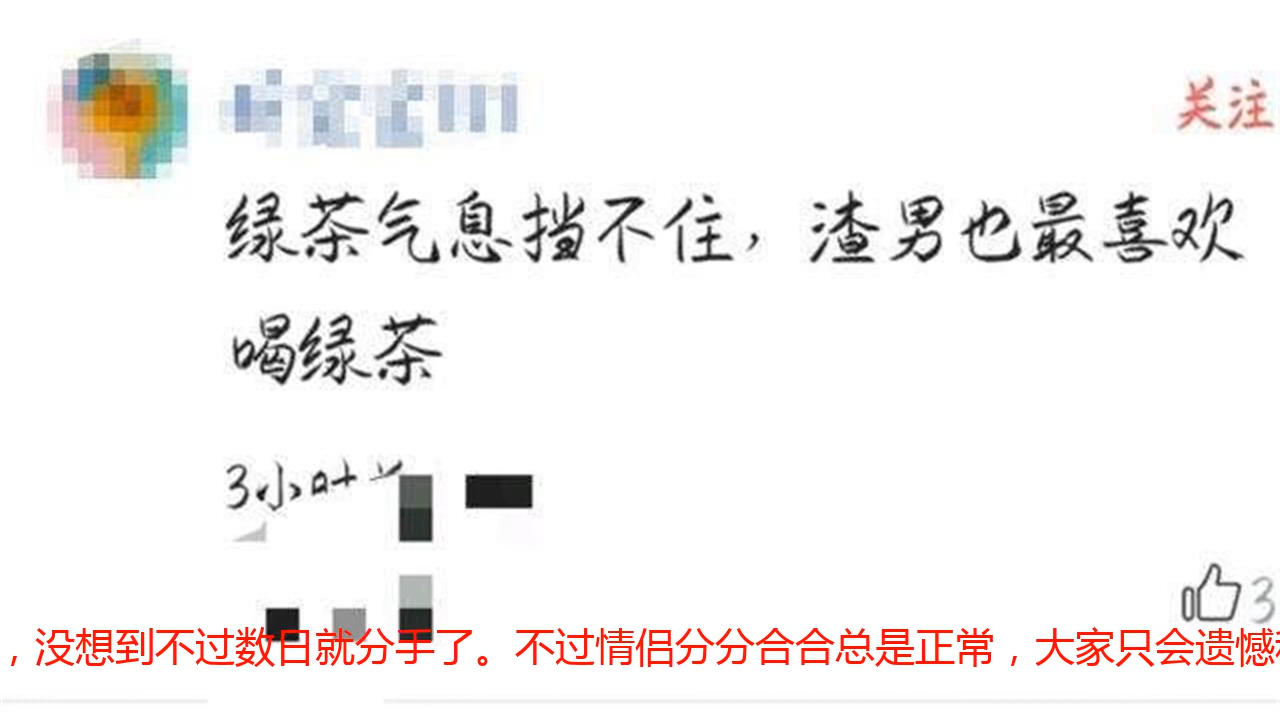 关注
绿茶气息挡不住，渣男也最喜欢
喝绿茶
3小时
3
，没想到不过数日就分手了。不过情侣分分合合总是正常，大家只会遗憾